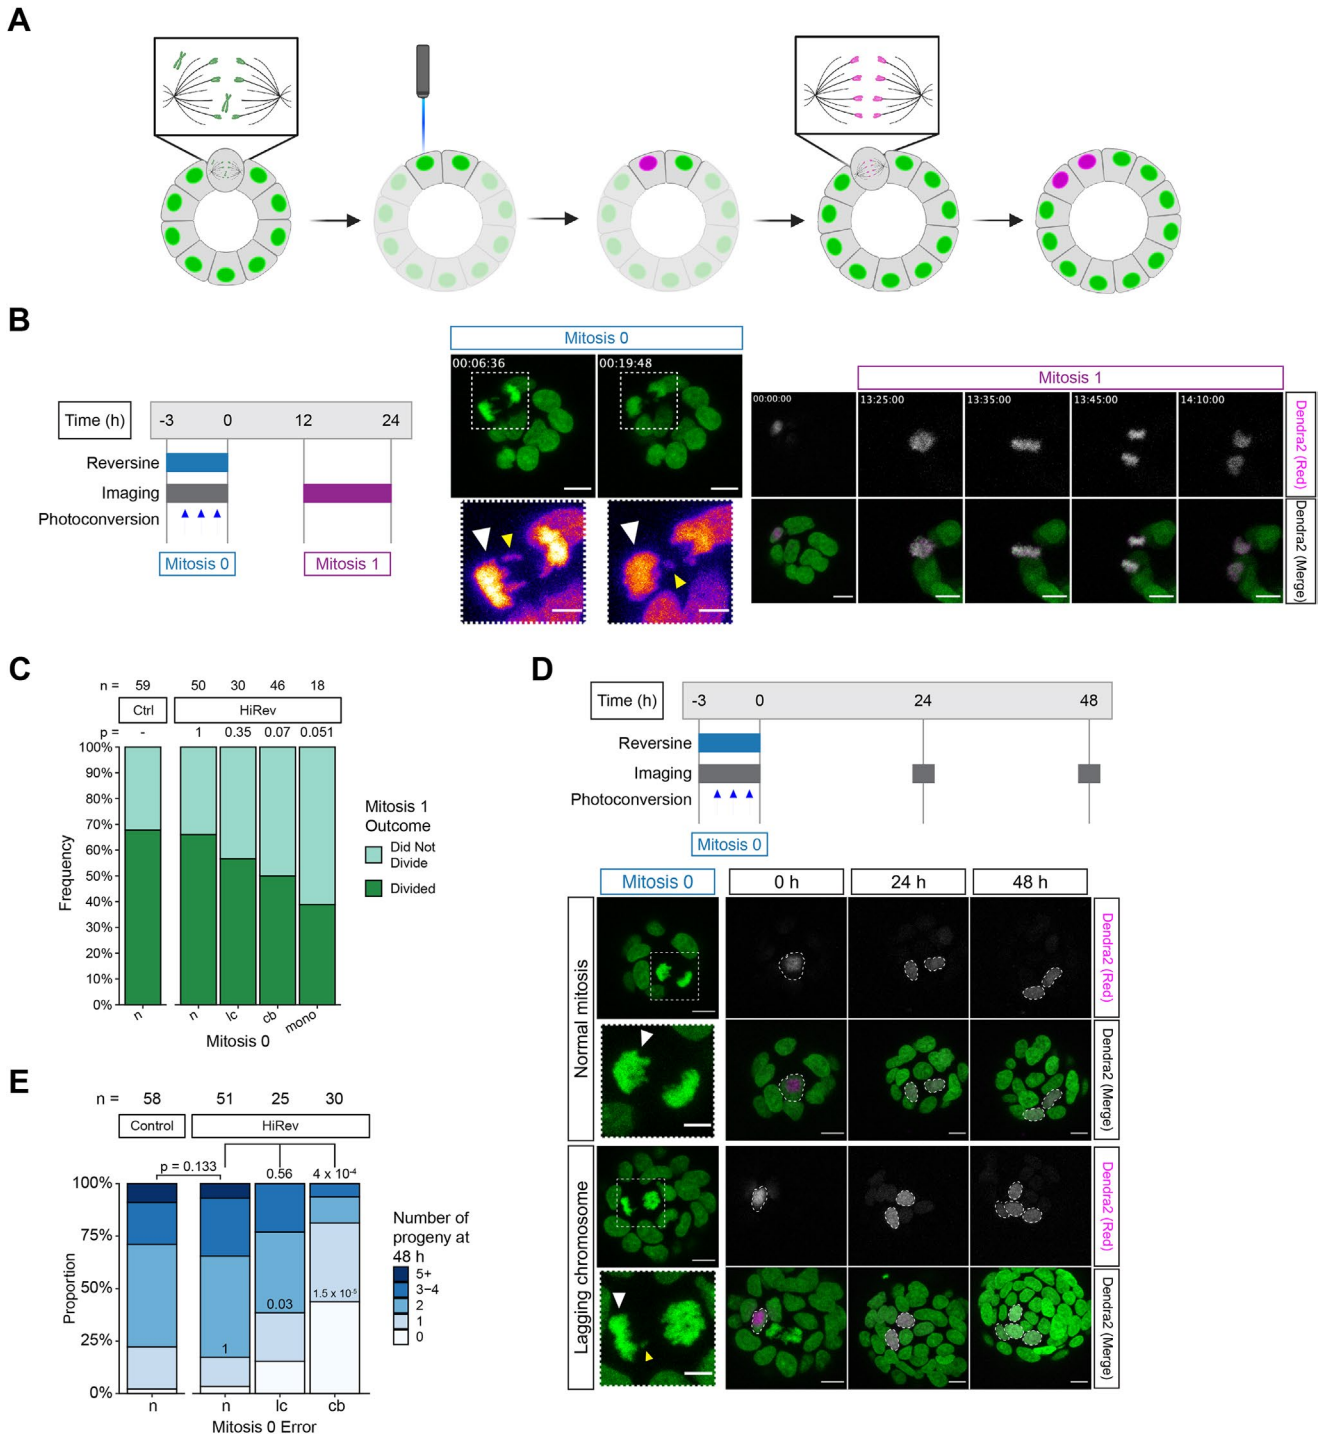 A
B
Time (h)
-3 0 12 24
Reversine
Imaging
Photoconversion
Mitosis 0
Mitosis 1
Mitosis 0
00:06:36
00:19:48
Mitosis 1
00:00:00
13:25:00
13:35:00
13:45:00
14:10:00
Dendra2 (Red)
Dendra2 (Merge)
C
n = 59 50 30 46 18
Ctrl
HiRev
p = - 1 0.35 0.07 0.051
100%
90%
80%
70%
60%
50%
40%
30%
20%
10%
0%
Frequency
n n lc cb mono
Mitosis 0
Mitosis 1
Outcome
Did Not
Divide
Divided
D
Time (h)
-3 0 24 48
Reversine
Imaging
Photoconversion
Mitosis 0
Mitosis 0
0 h
24 h
48 h
Normal mitosis
Dendra2 (Red)
Dendra2 (Merge)
Lagging chromosome
Dendra2 (Red)
Dendra2 (Merge)
E
n = 58 51 25 30
Control
HiRev
p = 0.133
0.56
4 x 10-4
100%
75%
50%
25%
0%
Proportion
1
0.03
1.5 x 10-5
n n lc cb
Mitosis 0 Error
Number of
progeny at
48 h
5+
3–4
2
1
0